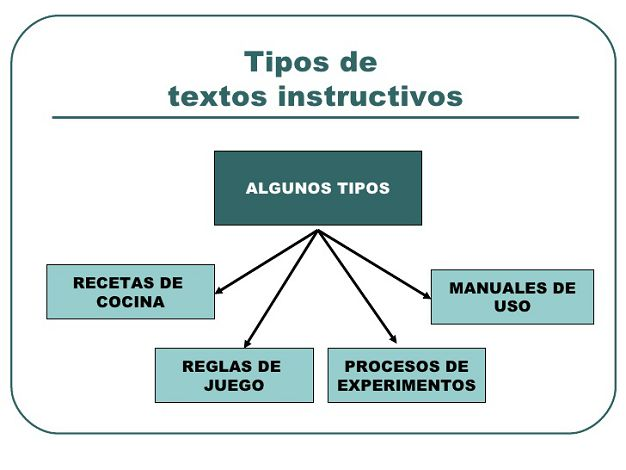 Tipos de
textos instructivos
ALGUNOS TIPOS
RECETAS DE
COCINA
MANUALES DE
USO
REGLAS DE
JUEGO
PROCESOS DE
EXPERIMENTOS